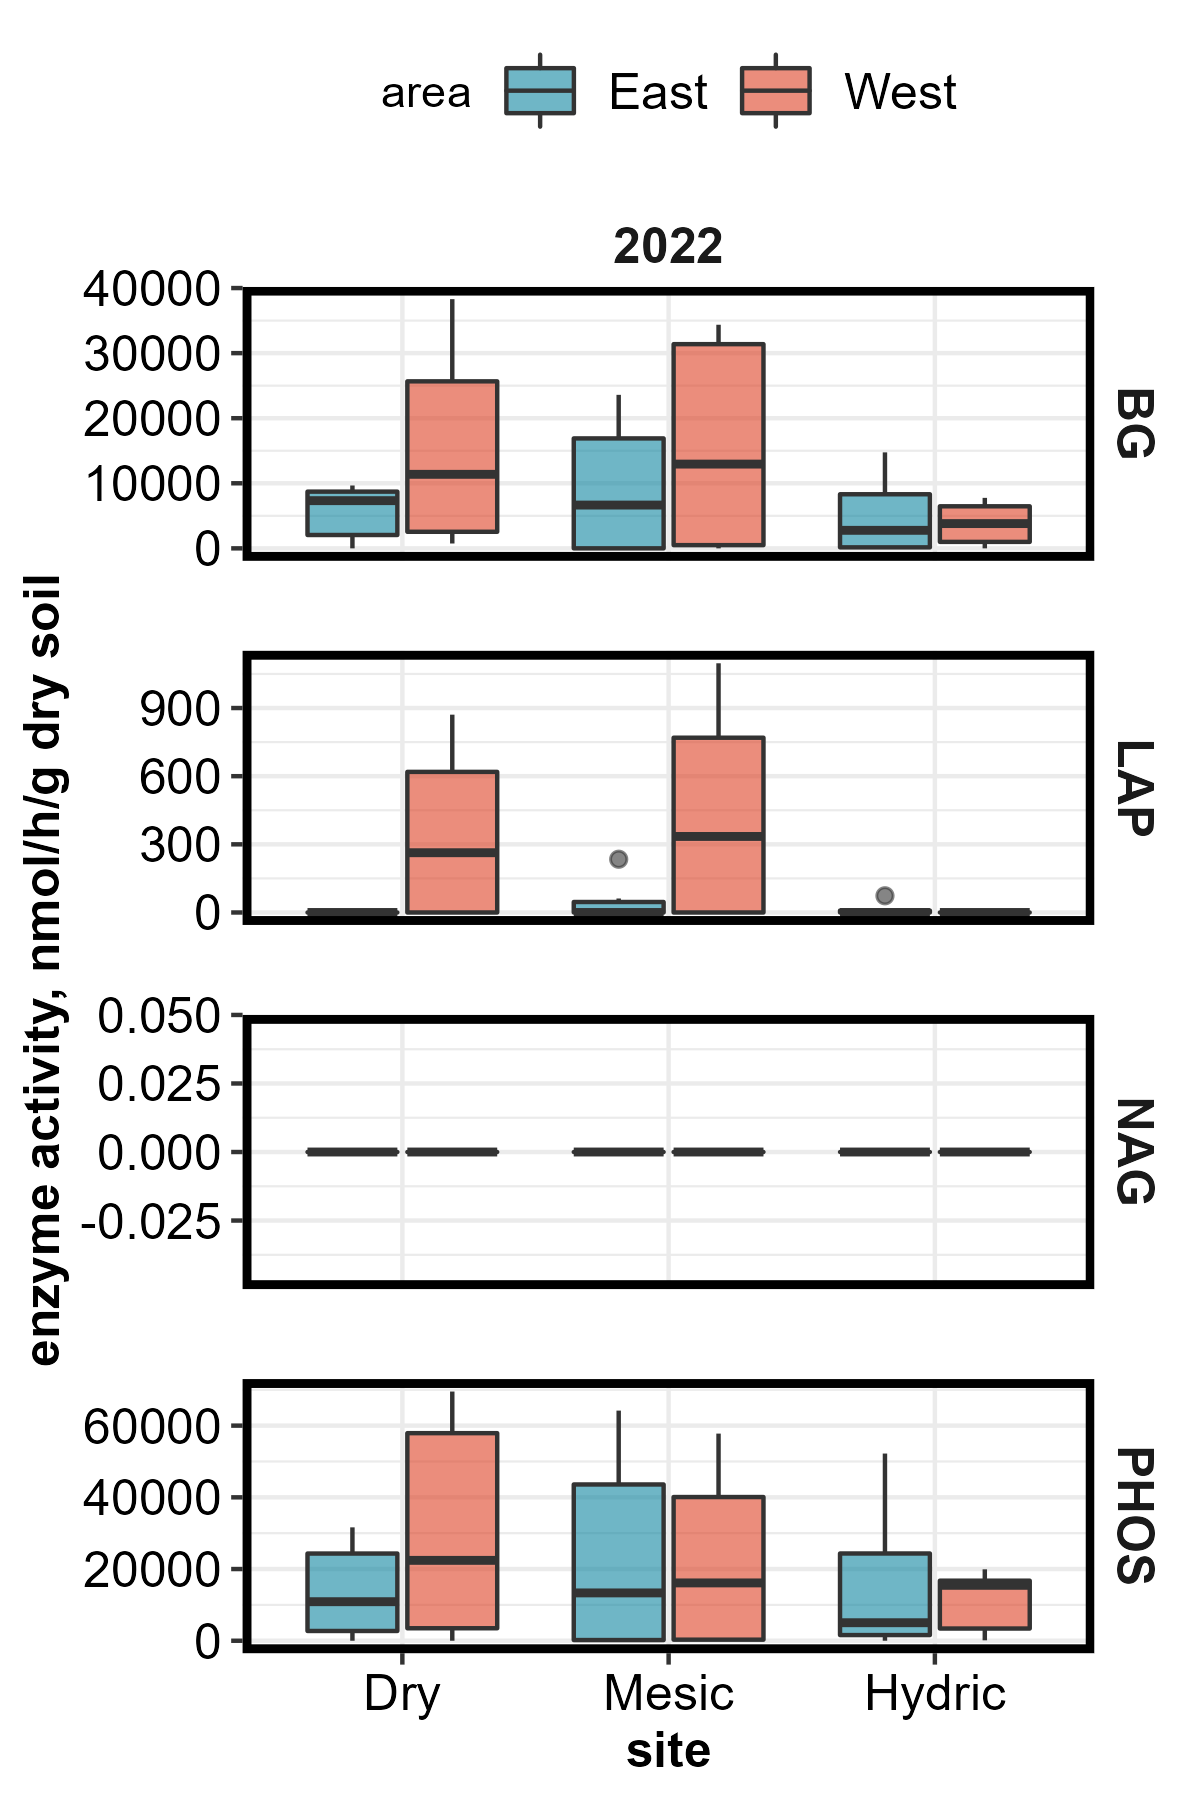 area East West
2022
40000
30000
20000
10000
0
BG
900
600
300
0
LAP
0.050
0.025
0.000
-0.025
NAG
60000
40000
20000
0
PHOS
enzyme activity, nmol/h/g dry soil
Dry Mesic Hydric
site